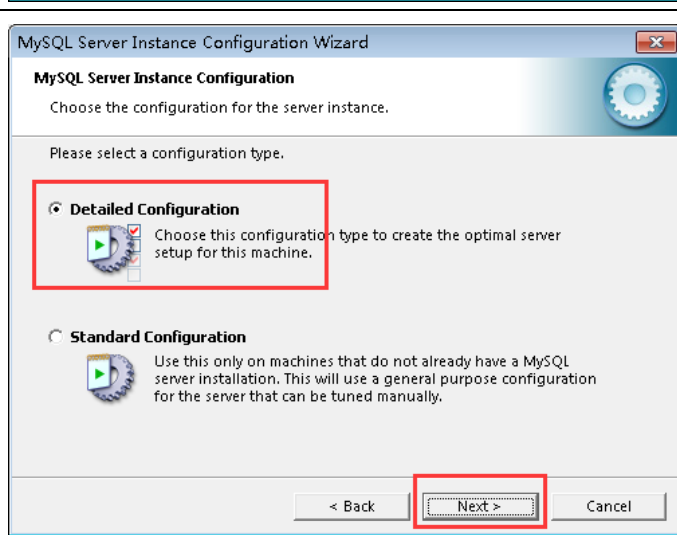 MySQL Server Instance Configuration Wizard
MySQL Server Instance Configuration
Choose the configuration for the server instance.
Please select a configuration type.
Detailed Configuration
Choose this configuration type to create the optimal server
setup for this machine.
Standard Configuration
Use this only on machines that do not already have a MySQL
server installation. This will use a general purpose configuration
for the server that can be tuned manually.
< Back Next > Cancel